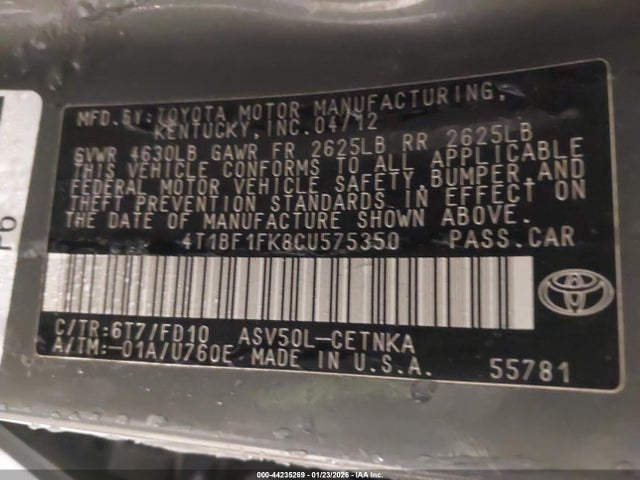 MFD.BY:TOYOTA MOTOR MANUFACTURING,
KENTUCKY, INC. 04/12
GVWR 4630LB GAWR FR 2625LB RR 2625LB
THIS VEHICLE CONFORMS TO ALL APPLICABLE
FEDERAL MOTOR VEHICLE SAFETY, BUMPER, AND
THEFT PREVENTION STANDARDS IN EFFECT ON
THE DATE OF MANUFACTURE SHOWN ABOVE.
4T1BF1FK8CU575350 PASS.CAR
C/TR:6T7/FD10 ASV50L-CETNKA
A/TM:-01A/U760E MADE IN U.S.A.
55781
000-44235269 - 01/23/2026 - IAA Inc.